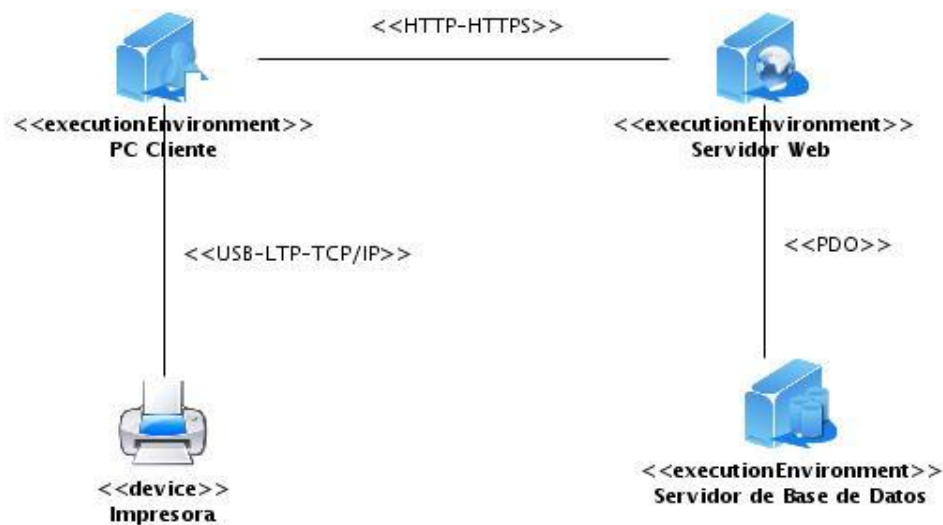 <<HTTP-HTTPS>>
<<executionEnvironment>>
PC Cliente
<<executionEnvironment>>
Servidor Web
<<USB-LTP-TCP/IP>>
<<PDO>>
<<device>>
Impresora
<<executionEnvironment>>
Servidor de Base de Datos